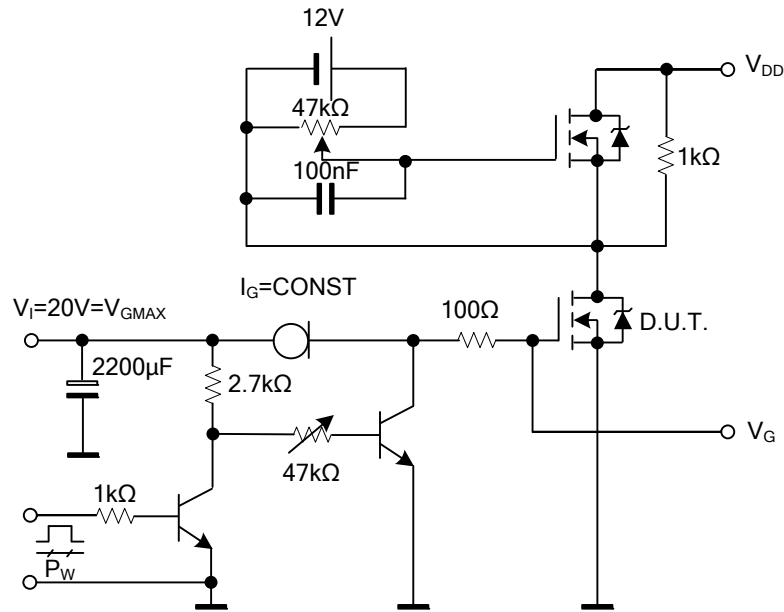 12V
V_DD
47kΩ
100nF
1kΩ
I_G=CONST
V_I=20V=V_GMAX
100Ω
D.U.T.
2200µF
2.7kΩ
V_G
47kΩ
1kΩ
P_W